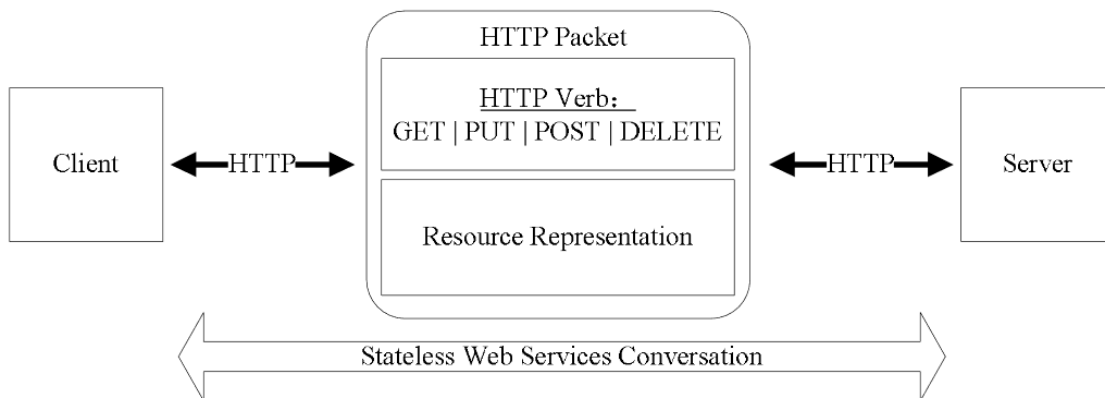 HTTP Packet
HTTP Verb：
GET | PUT | POST | DELETE
Client
HTTP
HTTP
Server
Resource Representation
Stateless Web Services Conversation